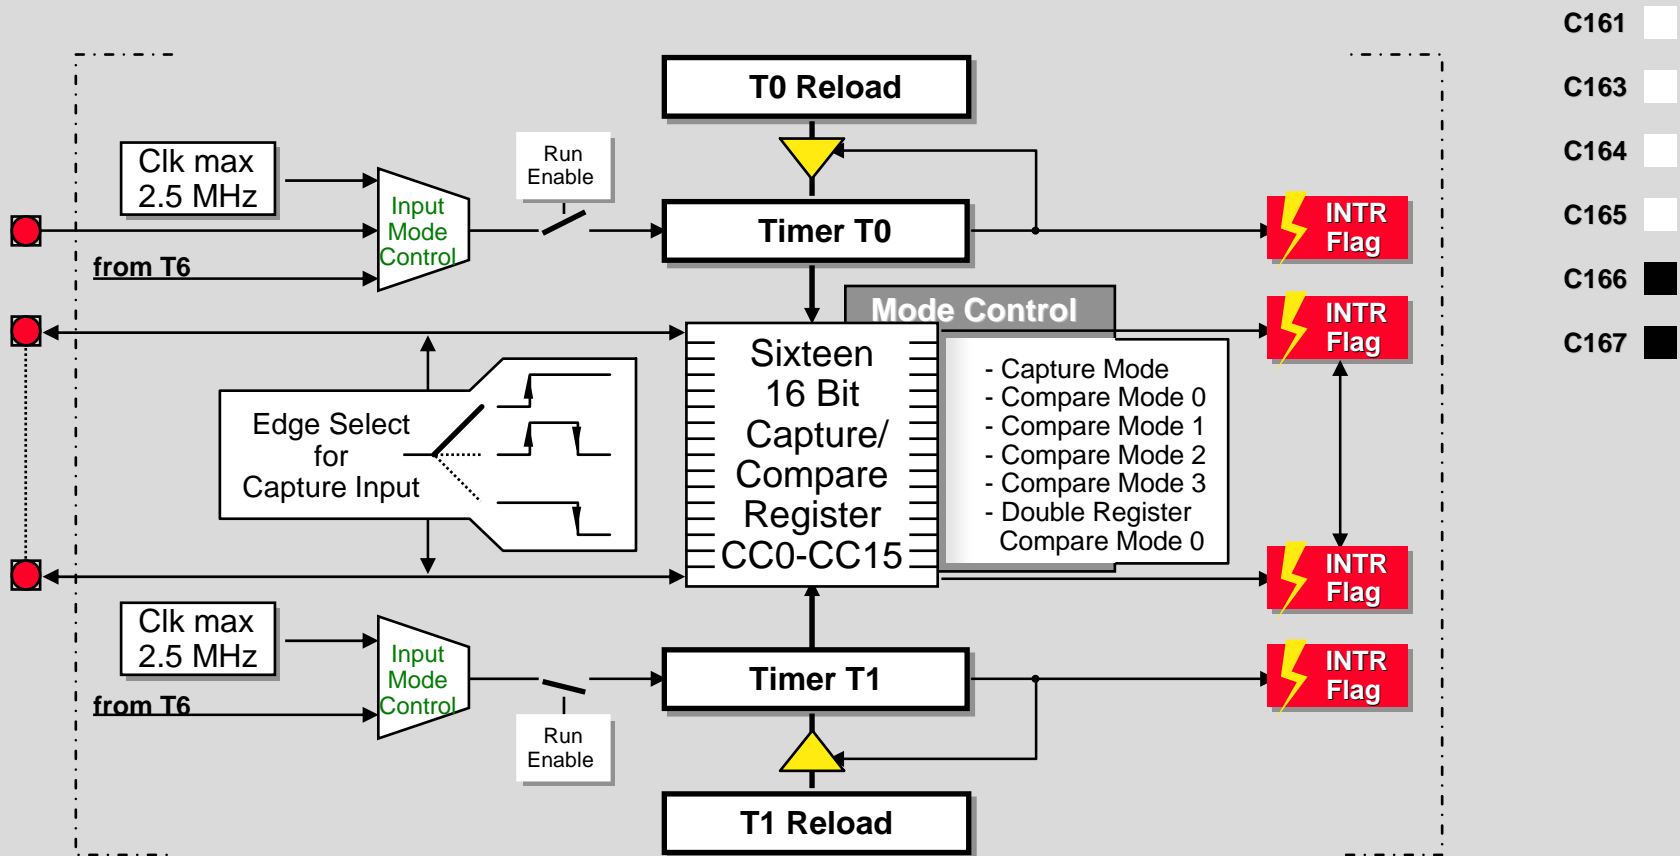 C161
C163
C164
C165
C166
C167
T0 Reload
Clk max
2.5 MHz
Run
Enable
Input
Mode
Control
from T6
Timer T0
INTR
Flag
Mode Control
INTR
Flag
Sixteen
16 Bit
Capture/
Compare
Register
CC0-CC15
- Capture Mode
- Compare Mode 0
- Compare Mode 1
- Compare Mode 2
- Compare Mode 3
- Double Register
Compare Mode 0
Edge Select
for
Capture Input
INTR
Flag
Clk max
2.5 MHz
Input
Mode
Control
from T6
Run
Enable
Timer T1
INTR
Flag
T1 Reload